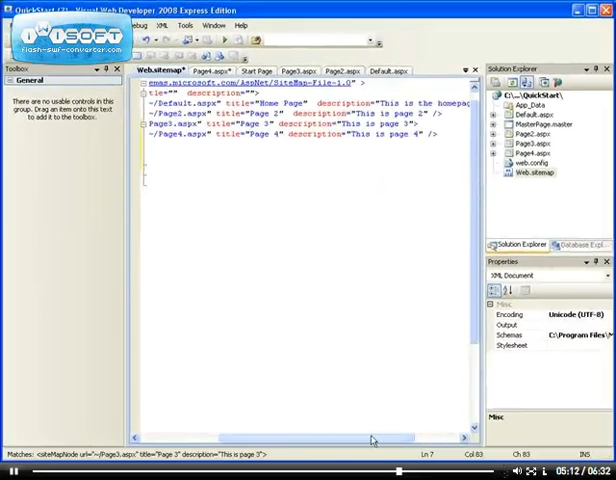 QuickStart (3) - Visual Web Developer 2008 Express Edition
iWiSOFT
flash-swf-converter.com
Debug XML Tools Window Help
Toolbox
General
There are no usable controls in this
group. Drag an item onto this text
to add it to the toolbox.
Web.sitemap* Page4.aspx* Start Page Page3.aspx Page2.aspx Default.aspx
emas.microsoft.com/AspNet/SiteMap-File-1.0" >
tle="" description="">
~/Default.aspx" title="Home Page" description="This is the homepag
~/Page2.aspx" title="Page 2" description="This is page 2" />
Page3.aspx" title="Page 3" description="This is page 3">
~/Page4.aspx" title="Page 4" description="This is page 4" />
Solution Explorer
C:\...\QuickStart\
App_Data
Default.aspx
MasterPage.master
Page2.aspx
Page3.aspx
Page4.aspx
web.config
Web.sitemap
Solution Explorer Database Expl
Properties
XML Document
Misc
Encoding Unicode (UTF-8)
Output
Schemas C:\Program Files\M
Stylesheet
Misc
Matches: <siteMapNode url="~/Page3.aspx" title="Page 3" description="This is page 3">
Ln 7 Col 83 Ch 83 INS
05:12 / 06:32